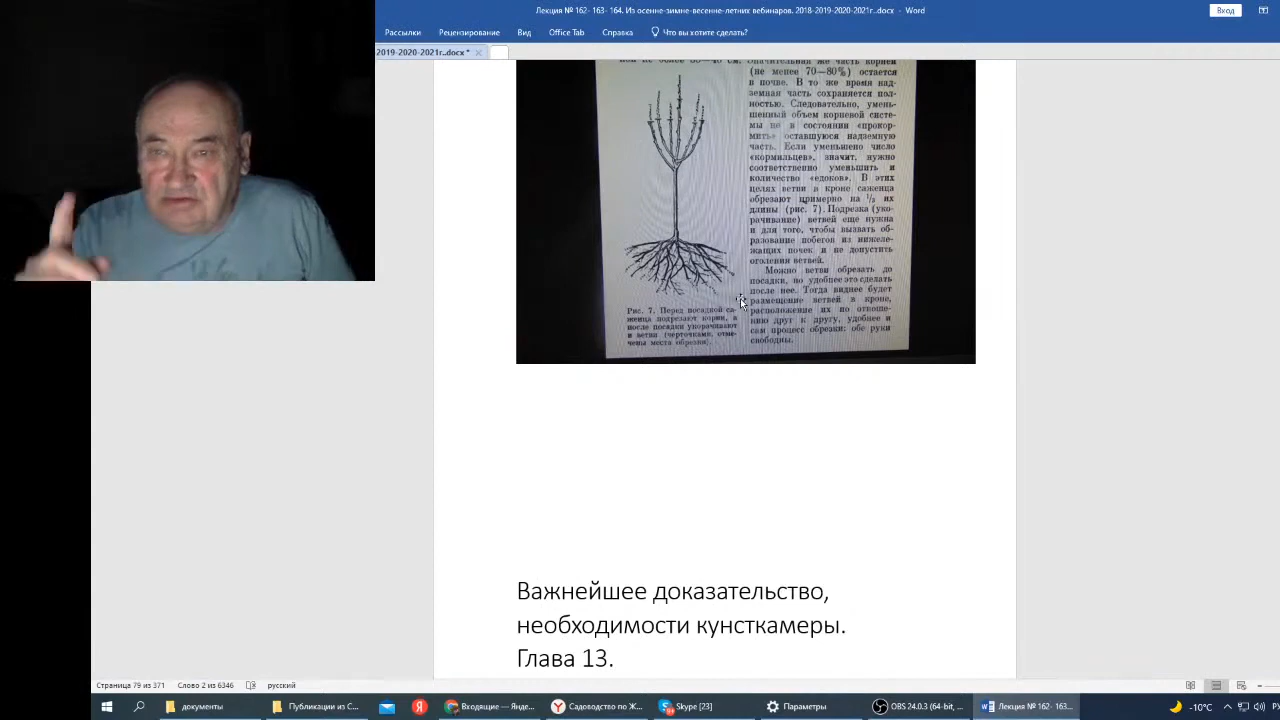 Лекция № 162- 163- 164. Из осенне-зимне-весенне-летних вебинаров. 2018-2019-2020-2021г..docx - Word
Вход
Рассылки Рецензирование Вид Office Tab Справка Что вы хотите сделать?
2019-2020-2021г..docx *
(не менее 70—80%) остается
в почве. В то же время над-
земная часть сохраняется пол-
ностью. Следовательно, умень-
шенный объем корневой систе-
мы не в состоянии «прокор-
мить» оставшуюся надземную
часть. Если уменьшено число
«кормильцев», значит, нужно
соответственно уменьшить и
количество «едоков». В этих
целях ветви в кроне саженца
обрезают примерно на 1/3 их
длины (рис. 7). Подрезка (уко-
рачивание) ветвей еще нужна
и для того, чтобы вызвать об-
разование побегов из нижеле-
жащих почек и не допустить
оголения ветвей.
Можно ветви обрезать до
посадки, но удобнее это сделать
после нее. Тогда виднее будет
размещение ветвей в кроне,
расположение их по отноше-
нию друг к другу, удобнее и
сам процесс обрезки: обе руки
свободны.
Рис. 7. Перед посадкой са-
женца подрезают корни, а
после посадки укорачивают
и ветви (черточками, отме-
чены места обрезки).
Важнейшее доказательство,
необходимости кунсткамеры.
Глава 13.
Страница 79 из 371 Слово 2 из 6346 русский
документы Публикации из С... Входящие — Янд... Садоводство по Ж... Skype [23] Параметры OBS 24.0.3 (64-bit, ... Лекция № 162- 163... -10°C